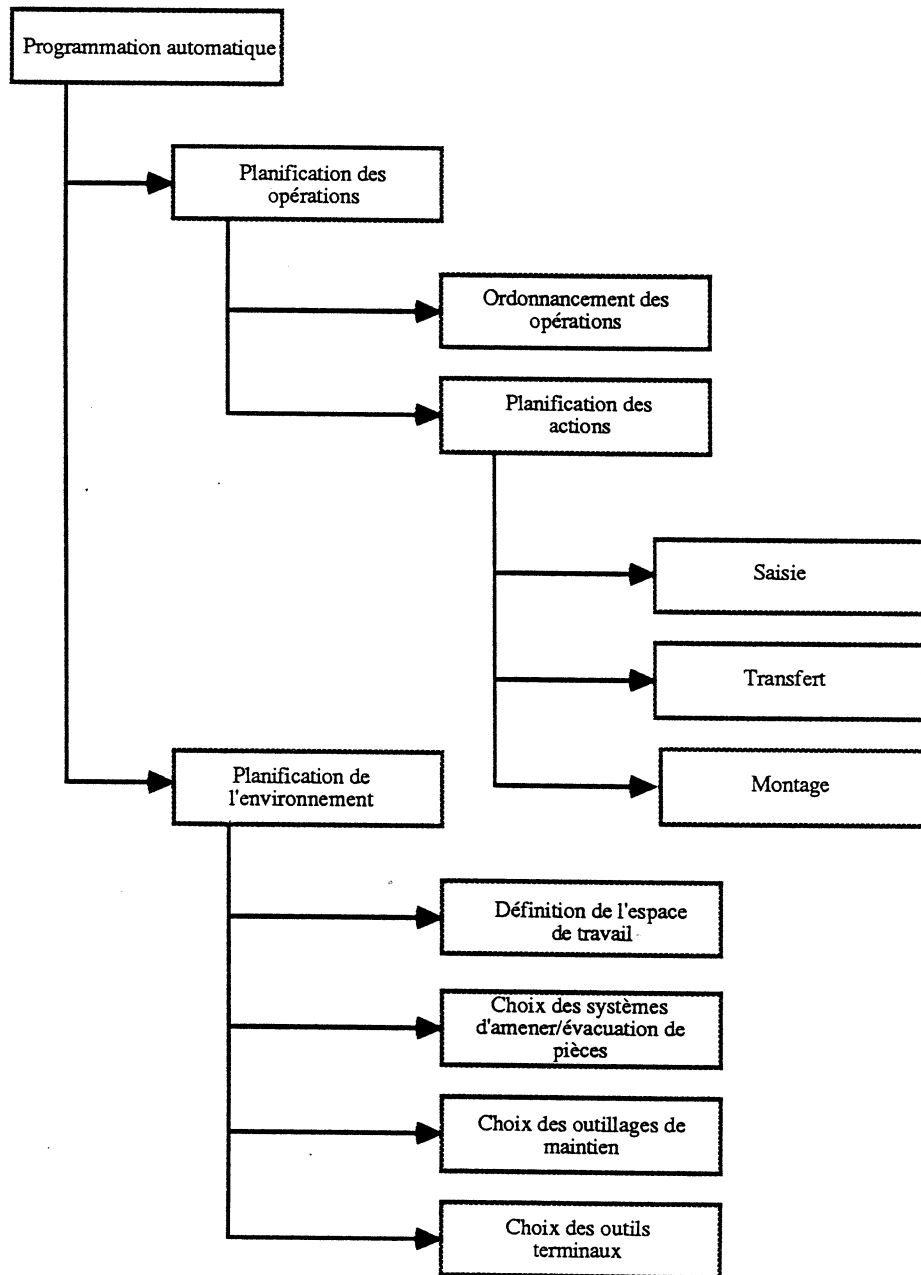 Programmation automatique
Planification des
opérations
Ordonnancement des
opérations
Planification des
actions
Saisie
Transfert
Montage
Planification de
l'environnement
Définition de l'espace
de travail
Choix des systèmes
d'amener/évacuation de
pièces
Choix des outillages de
maintien
Choix des outils
terminaux